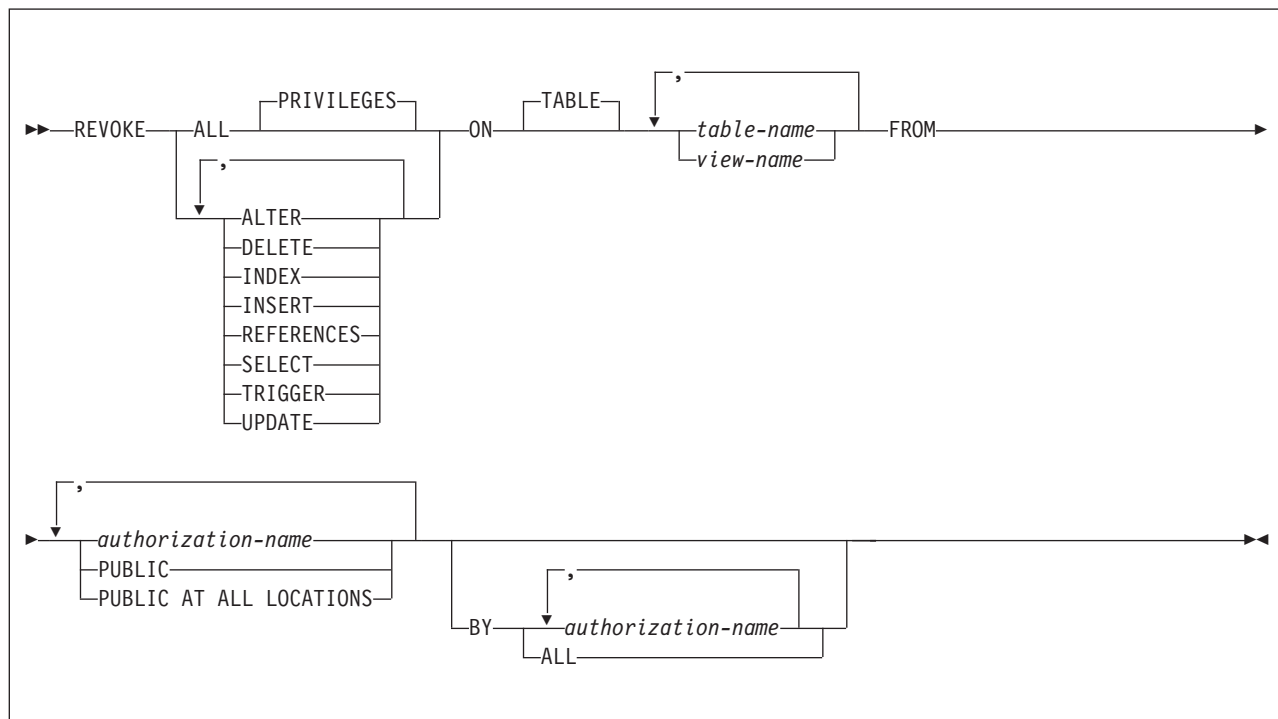 ,
PRIVILEGES TABLE
REVOKE ALL ON table-name FROM
view-name
,
ALTER
DELETE
INDEX
INSERT
REFERENCES
SELECT
TRIGGER
UPDATE
,
authorization-name
PUBLIC
PUBLIC AT ALL LOCATIONS
,
BY authorization-name
ALL